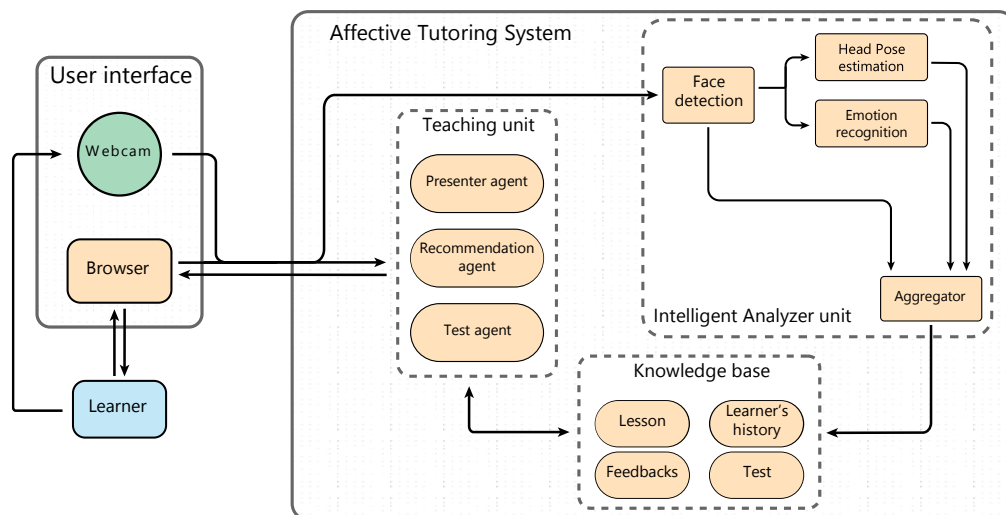 Affective Tutoring System
User interface
Webcam
Browser
Learner
Teaching unit
Presenter agent
Recommendation
agent
Test agent
Face
detection
Head Pose
estimation
Emotion
recognition
Aggregator
Intelligent Analyzer unit
Knowledge base
Lesson
Learner's
history
Feedbacks
Test